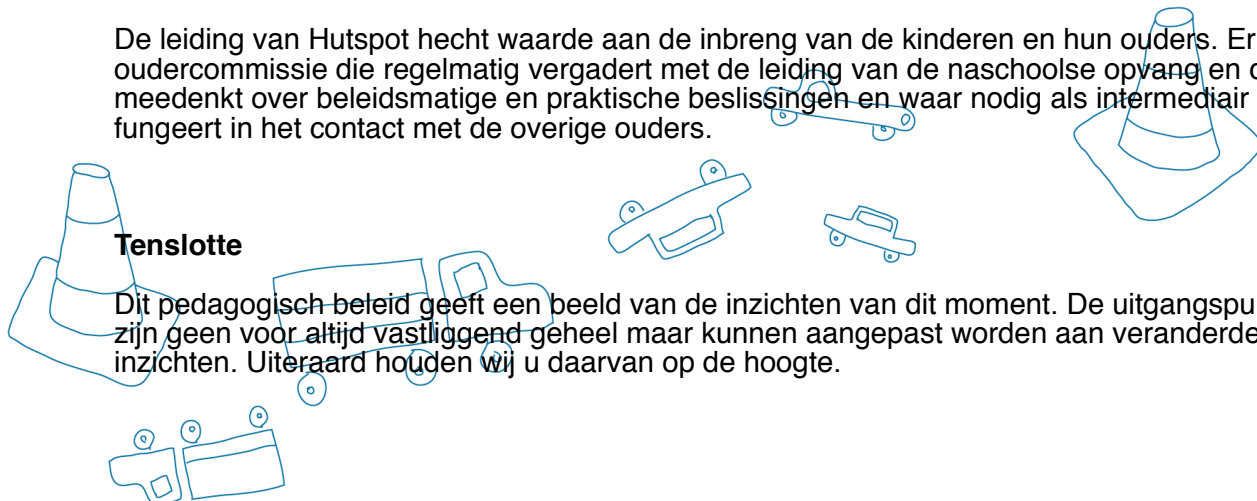 De leiding van Hutspot hecht waarde aan de inbreng van de kinderen en hun ouders. Er
oudercommissie die regelmatig vergadert met de leiding van de naschoolse opvang en
meedenkt over beleidsmatige en praktische beslissingen en waar nodig als intermediair
fungeert in het contact met de overige ouders.
Tenslotte
Dit pedagogisch beleid geeft een beeld van de inzichten van dit moment. De
zijn geen voor altijd vastliggend geheel maar kunnen aangepast worden aan veranderde
inzichten. Uiteraard houden wij u daarvan op de hoogte.